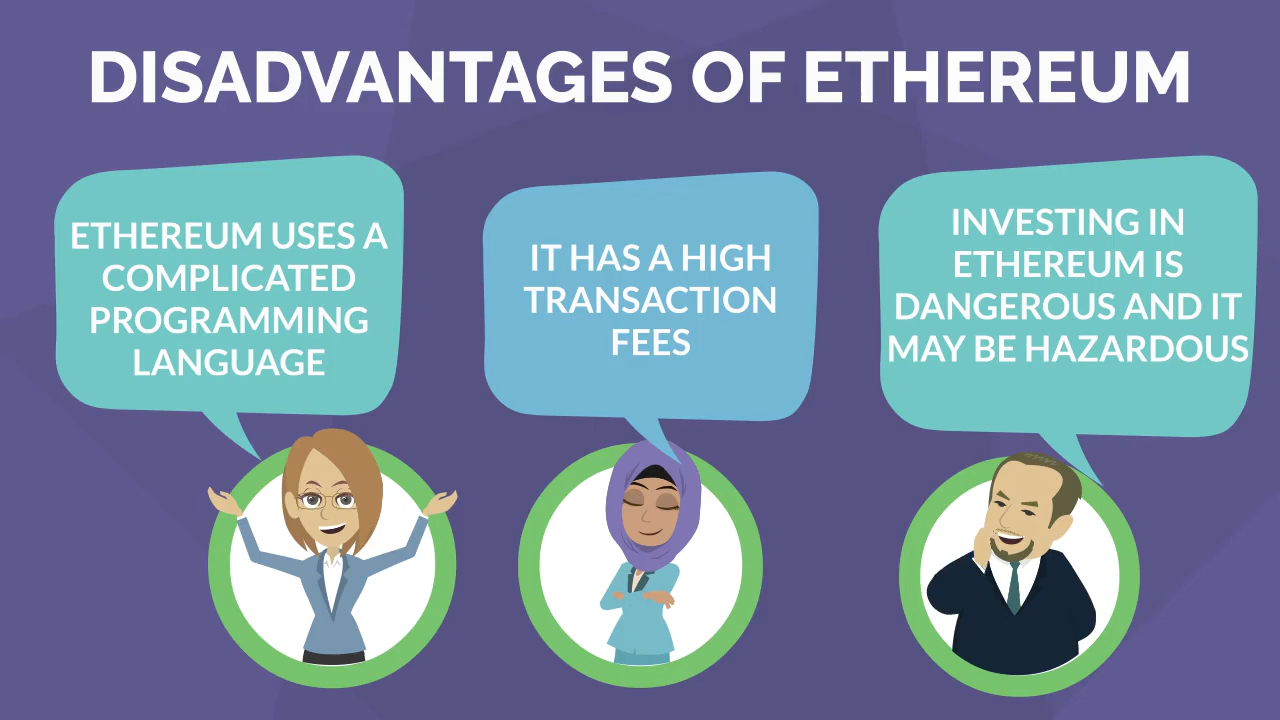 DISADVANTAGES OF ETHEREUM
ETHEREUM USES A
COMPLICATED
PROGRAMMING
LANGUAGE
IT HAS A HIGH
TRANSACTION
FEES
INVESTING IN
ETHEREUM IS
DANGEROUS AND IT
MAY BE HAZARDOUS